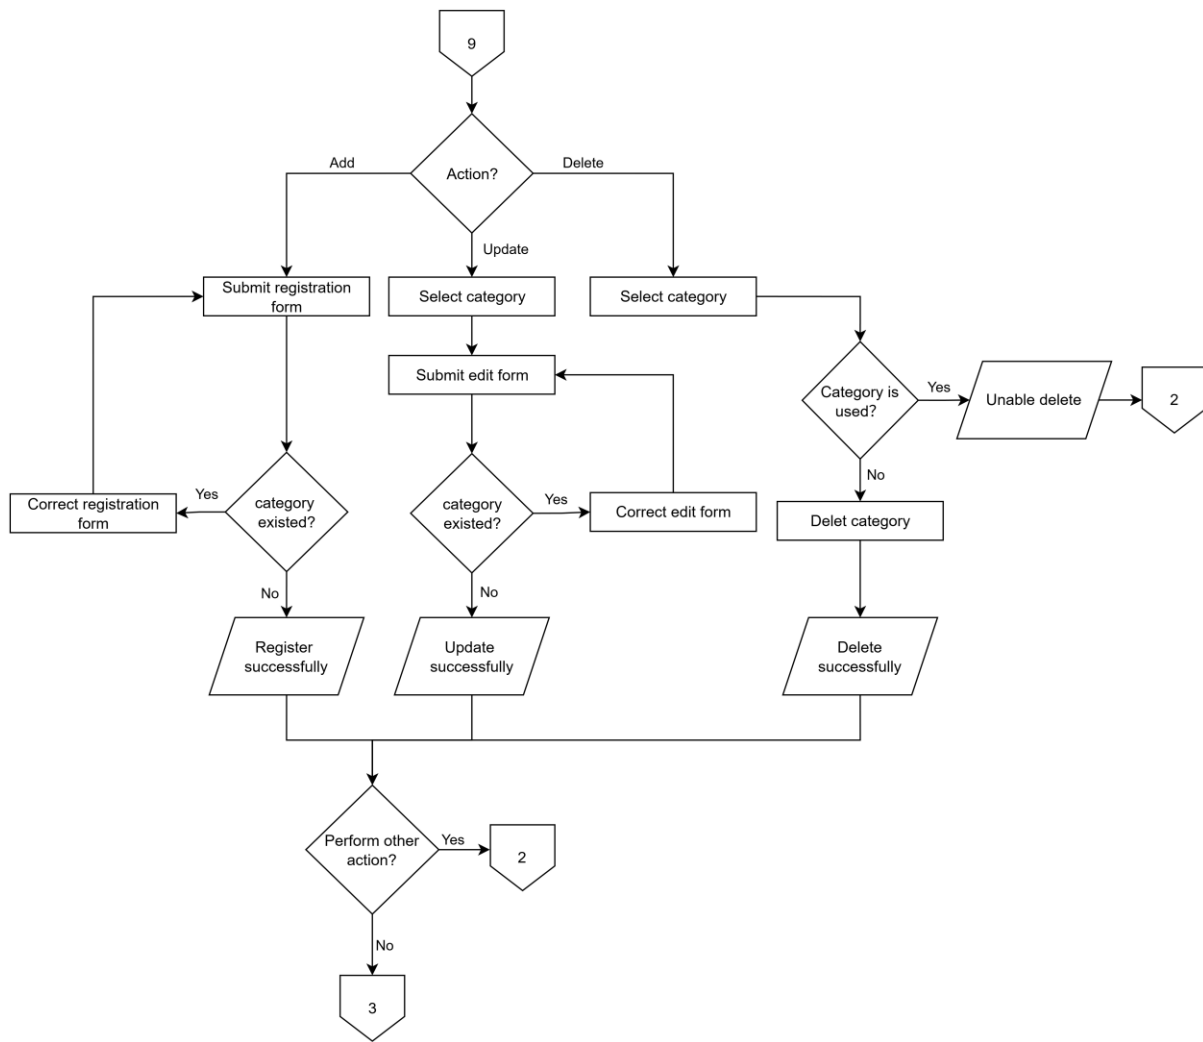 9
Action?
Add
Delete
Update
Submit registration
form
Select category
Select category
Submit edit form
Category is
used?
Yes
Unable delete
2
No
Correct registration
form
Yes
category
existed?
category
existed?
Yes
Correct edit form
Delet category
No
No
Register
successfully
Update
successfully
Delete
successfully
Perform other
action?
Yes
2
No
3